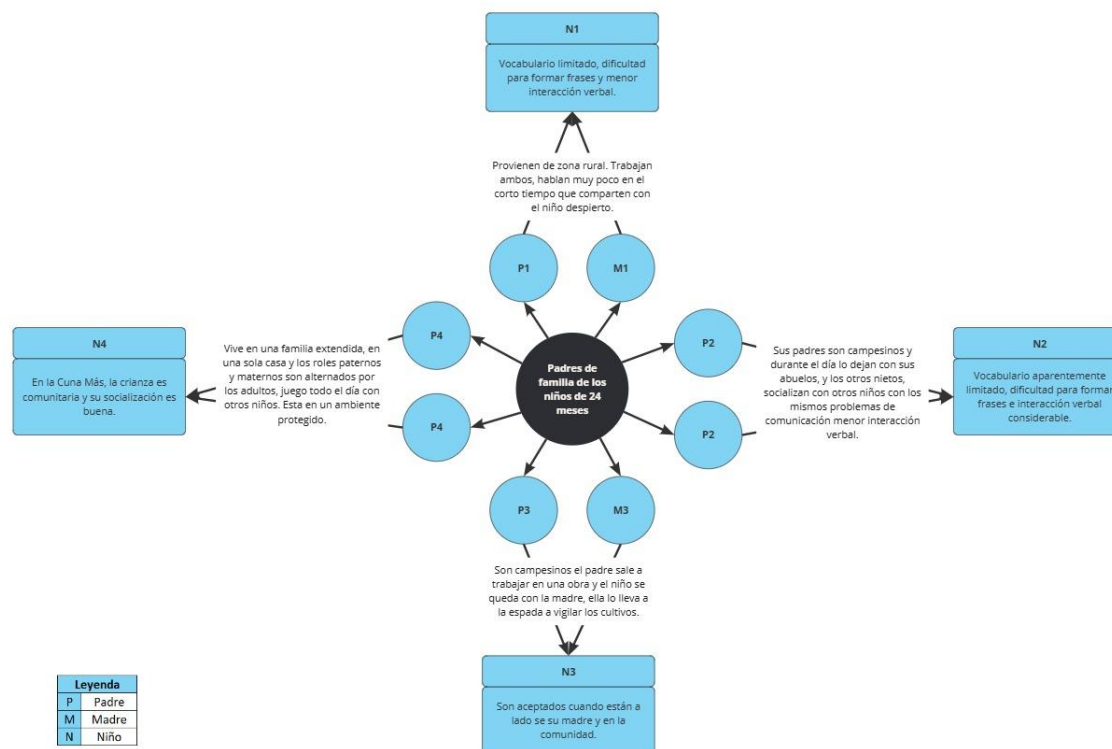 N1
Vocabulario limitado, dificultad
para formar frases y menor
interacción verbal.
Provienen de zona rural. Trabajan
ambos, hablan muy poco en el
corto tiempo que comparten con
el niño despierto.
P1
M1
P4
P2
N4
En la Cuna Más, la crianza es
comunitaria y su socialización es
buena.
Vive en una familia extendida, en
una sola casa y los roles paternos
y maternos son alternados por
los adultos, juego todo el día con
otros niños. Esta en un ambiente
protegido.
Padres de
familia de los
niños de 24
meses
Sus padres son campesinos y
durante el día lo dejan con sus
abuelos, y los otros nietos,
socializan con otros niños con los
mismos problemas de
comunicación menor interacción
verbal.
N2
Vocabulario aparentemente
limitado, dificultad para formar
frases e interacción verbal
considerable.
P4
P2
P3
M3
Son campesinos el padre sale a
trabajar en una obra y el niño se
queda con la madre, ella lo lleva a
la espada a vigilar los cultivos.
N3
Son aceptados cuando están a
lado se su madre y en la
comunidad.
Leyenda
P Padre
M Madre
N Niño